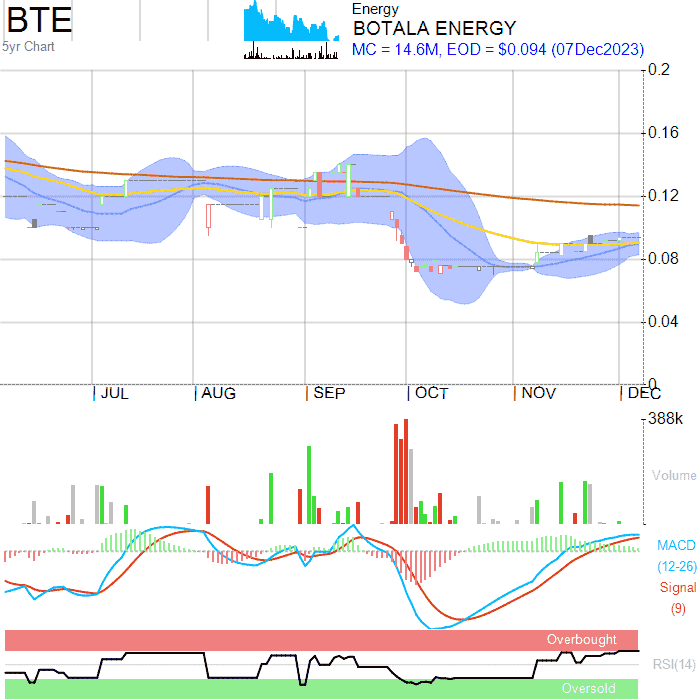 BTE
5yr Chart
Energy
BOTALA ENERGY
MC = 14.6M, EOD = $0.094 (07Dec2023)
0.2
0.16
0.12
0.08
0.04
0
JUL AUG SEP OCT NOV DEC
388k
Volume
MACD
(12-26)
Signal
(9)
Overbought
RSI(14)
Oversold